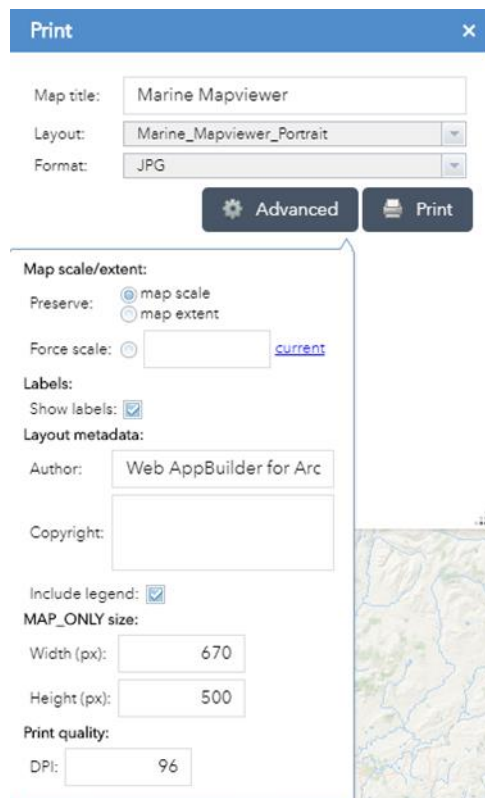 Print
Map title: Marine Mapviewer
Layout: Marine_Mapviewer_Portrait
Format: JPG
Advanced Print
Map scale/extent:
Preserve: map scale
map extent
Force scale: current
Labels:
Show labels:
Layout metadata:
Author: Web AppBuilder for Arc
Copyright:
Include legend:
MAP_ONLY size:
Width (px): 670
Height (px): 500
Print quality:
DPI: 96